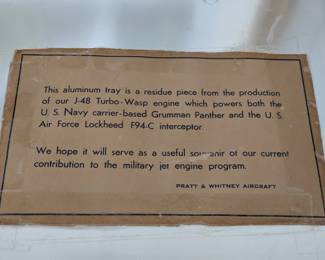 This aluminum tray is a residue piece from the production
of our J-48 Turbo-Wasp engine which powers both the
U. S. Navy carrier-based Grumman Panther and the U. S.
Air Force Lockheed F94-C interceptor.
We hope it will serve as a useful souvenir of our current
contribution to the military jet engine program.
PRATT & WHITNEY AIRCRAFT